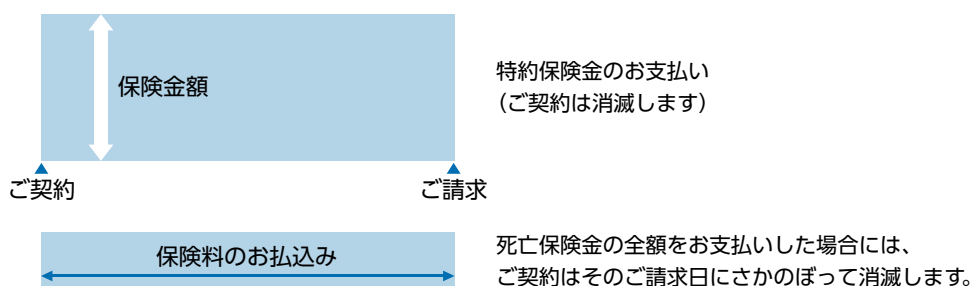 保険金額
特約保険金のお支払い
(ご契約は消滅します)
ご契約
ご請求
保険料のお払込み
死亡保険金の全額をお支払いした場合には、
ご契約はそのご請求日にさかのぼって消滅します。